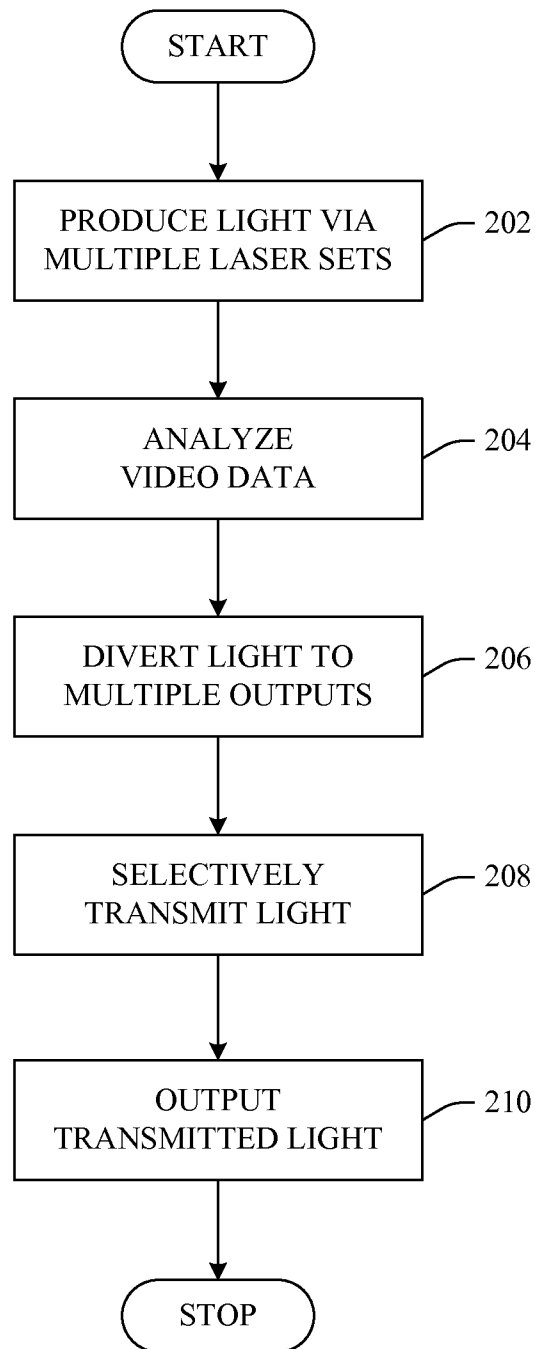 START
PRODUCE LIGHT VIA
MULTIPLE LASER SETS
202
ANALYZE
VIDEO DATA
204
DIVERT LIGHT TO
MULTIPLE OUTPUTS
206
SELECTIVELY
TRANSMIT LIGHT
208
OUTPUT
TRANSMITTED LIGHT
210
STOP